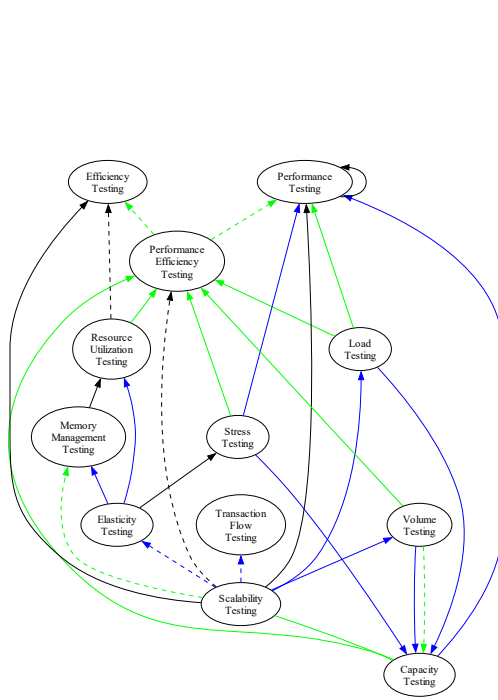 Efficiency
Testing
Performance
Testing
Performance
Efficiency
Testing
Resource
Utilization
Testing
Load
Testing
Memory
Management
Testing
Stress
Testing
Elasticity
Testing
Transaction
Flow
Testing
Volume
Testing
Scalability
Testing
Capacity
Testing